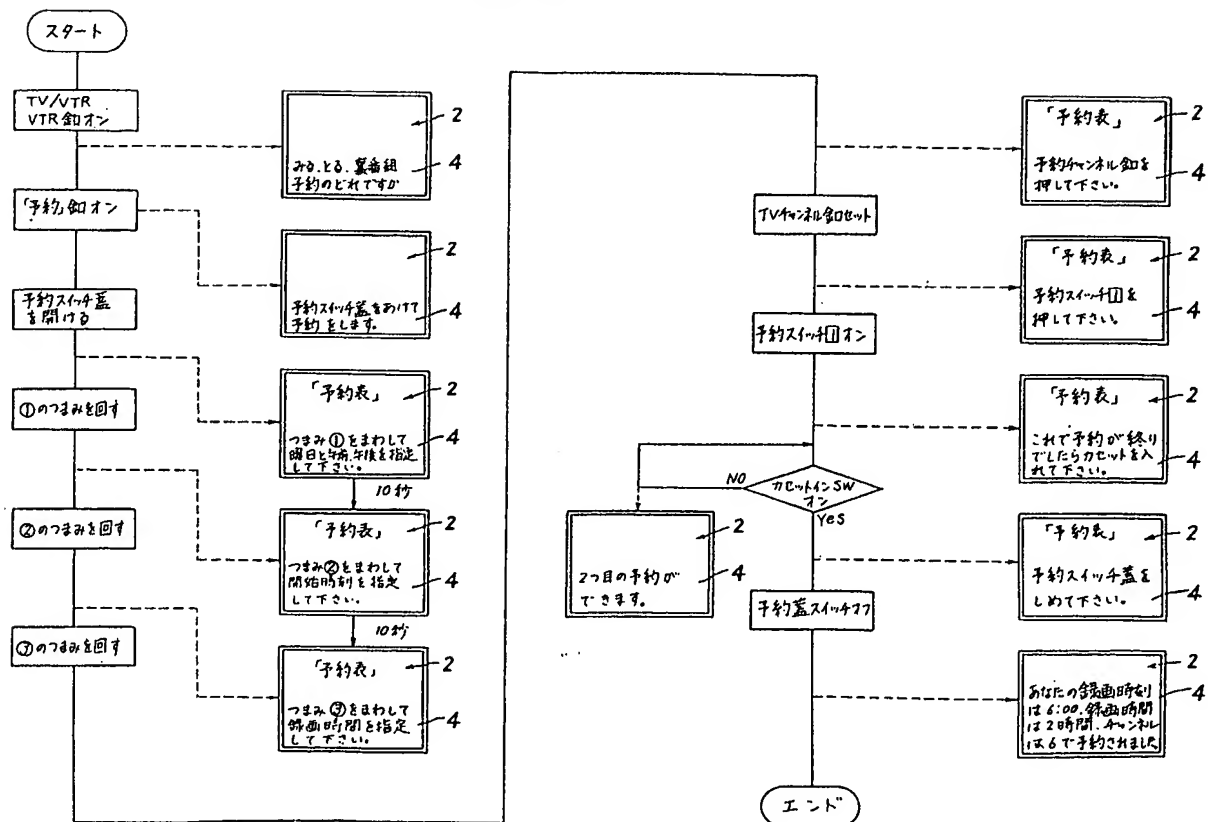 スタート
TV/VTR
VTR釦オン
2
みる、とる、裏番組
予約のどれですか
4
「予約」釦オン
2
予約スイッチ蓋をあけて
予約をします。
4
予約スイッチ蓋
を開ける
「予約表」
2
つまみ①をまわして
曜日と午前、午後を指定
して下さい。
4
①のつまみを回す
10秒
「予約表」
2
つまみ②をまわして
開始時刻を指定
して下さい。
4
②のつまみを回す
10秒
「予約表」
2
つまみ③をまわして
録画時間を指定
して下さい。
4
③のつまみを回す
「予約表」
2
予約チャンネル釦を
押して下さい。
4
TVチャンネル釦セット
「予約表」
2
予約スイッチ1を
押して下さい。
4
予約スイッチ1オン
「予約表」
2
これで予約が終り
でしたらカセットを入
れて下さい。
4
カセットインSW
オン
NO
Yes
2
2つ目の予約が
できます。
4
「予約表」
2
予約スイッチ蓋を
しめて下さい。
4
予約蓋スイッチオフ
2
あなたの録画時刻
は6:00、録画時間
は2時間、チャンネル
は6で予約されました
4
エンド